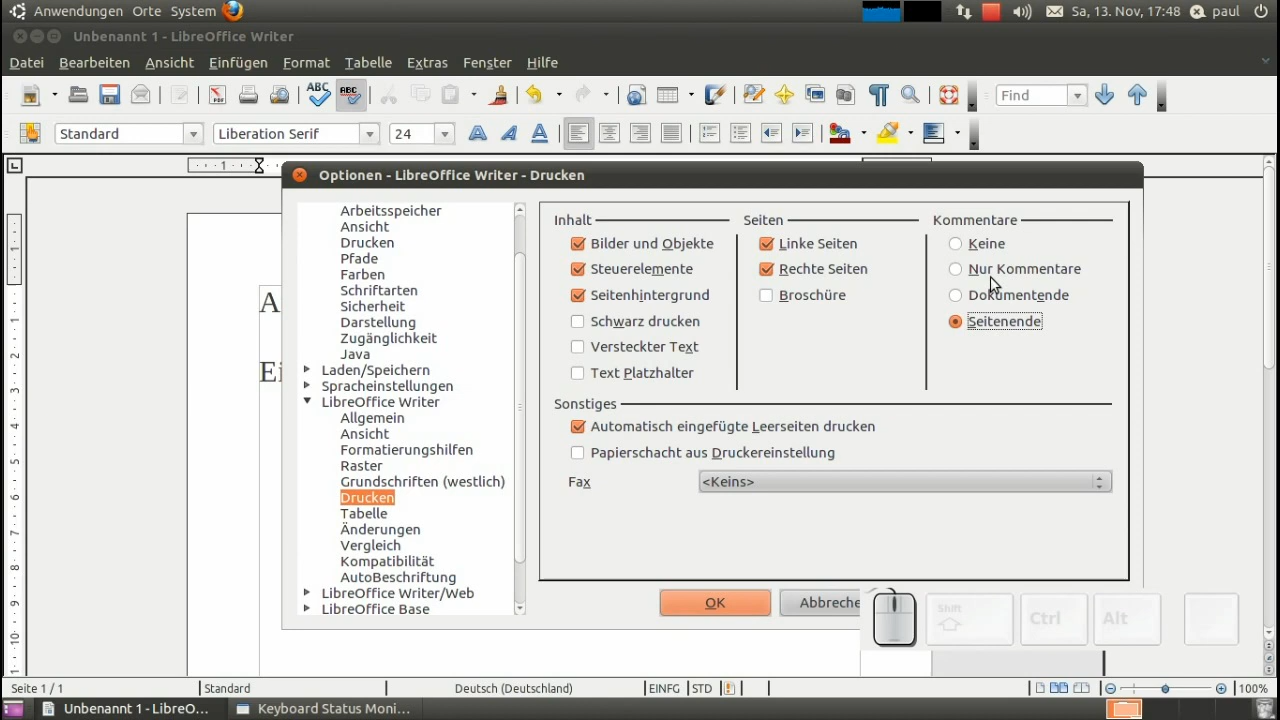 Anwendungen Orte System Sa, 13. Nov, 17:48 paul
Unbenannt 1 - LibreOffice Writer
Datei Bearbeiten Ansicht Einfügen Format Tabelle Extras Fenster Hilfe
ABC ABC Find
Standard Liberation Serif 24
Optionen - LibreOffice Writer - Drucken
Arbeitsspeicher
Ansicht
Drucken
Pfade
Farben
Schriftarten
Sicherheit
Darstellung
Zugänglichkeit
Java
Laden/Speichern
Spracheinstellungen
LibreOffice Writer
Allgemein
Ansicht
Formatierungshilfen
Raster
Grundschriften (westlich)
Drucken
Tabelle
Änderungen
Vergleich
Kompatibilität
AutoBeschriftung
LibreOffice Writer/Web
LibreOffice Base
Inhalt
Bilder und Objekte
Steuerelemente
Seitenhintergrund
Schwarz drucken
Versteckter Text
Text Platzhalter
Seiten
Linke Seiten
Rechte Seiten
Broschüre
Kommentare
Keine
Nur Kommentare
Dokumentende
Seitenende
Sonstiges
Automatisch eingefügte Leerseiten drucken
Papierschacht aus Druckereinstellung
Fax <Keins>
OK Abbreche
Shift Ctrl Alt
A
Ei
Seite 1 / 1 Standard Deutsch (Deutschland) EINFG STD 100%
Unbenannt 1 - LibreO... Keyboard Status Moni...